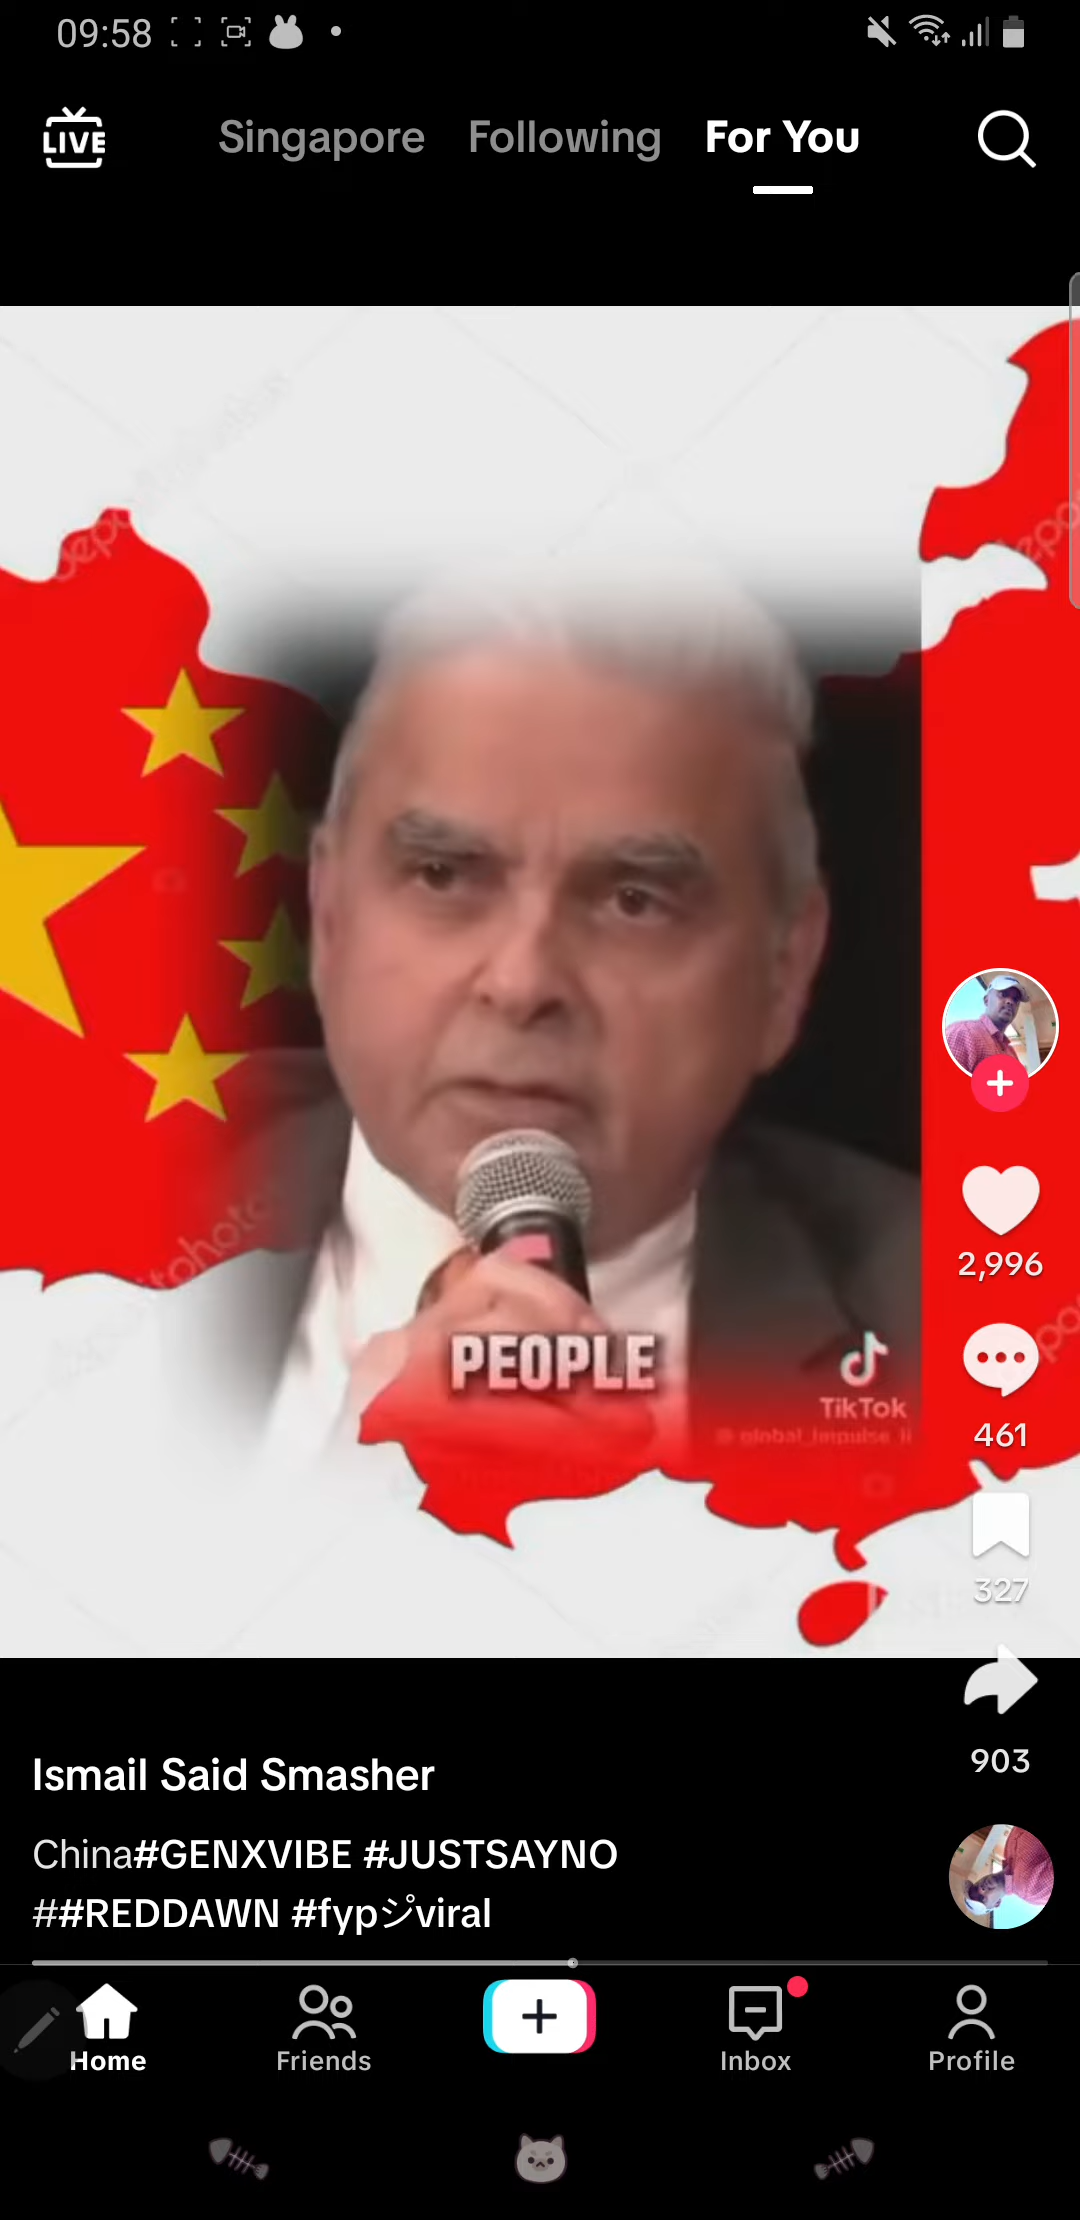 09:58
LIVE
Singapore
Following
For You
depositphotos
PEOPLE
TikTok
2,996
461
327
903
Ismail Said Smasher
China#GENXVIBE #JUSTSAYNO
##REDDAWN #fypシviral
Home
Friends
Inbox
Profile